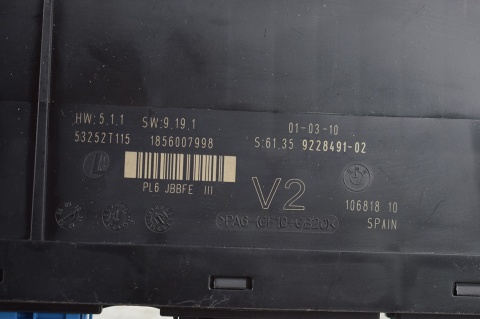 HW:5.1.1 SW:9.19.1 01-03-10
53252T115 1856007998 S:61.35 9228491-02
PL6 JBBFE III V2 106818 10
SPAIN